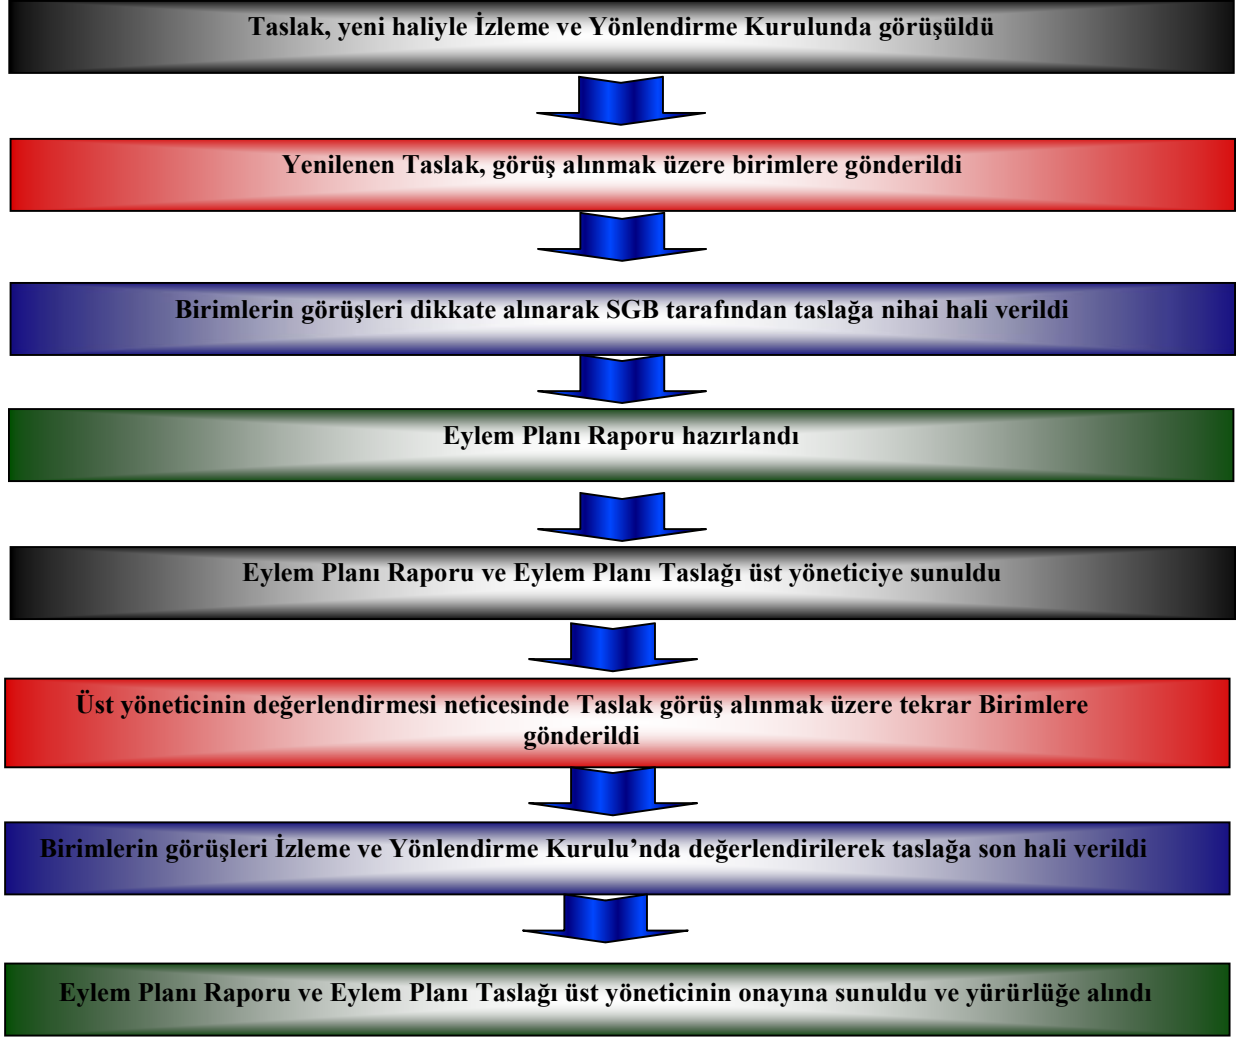 Taslak, yeni haliyle İzleme ve Yönlendirme Kurulunda görüşüldü
Yenilenen Taslak, görüş alınmak üzere birimlere gönderildi
Birimlerin görüşleri dikkate alınarak SGB tarafından taslağa nihai hali verildi
Eylem Planı Raporu hazırlandı
Eylem Planı Raporu ve Eylem Planı Taslağı üst yöneticiye sunuldu
Üst yöneticinin değerlendirmesi neticesinde Taslak görüş alınmak üzere tekrar Birimlere
gönderildi
Birimlerin görüşleri İzleme ve Yönlendirme Kurulu’nda değerlendirilerek taslağa son hali verildi
Eylem Planı Raporu ve Eylem Planı Taslağı üst yöneticinin onayına sunuldu ve yürürlüğe alındı